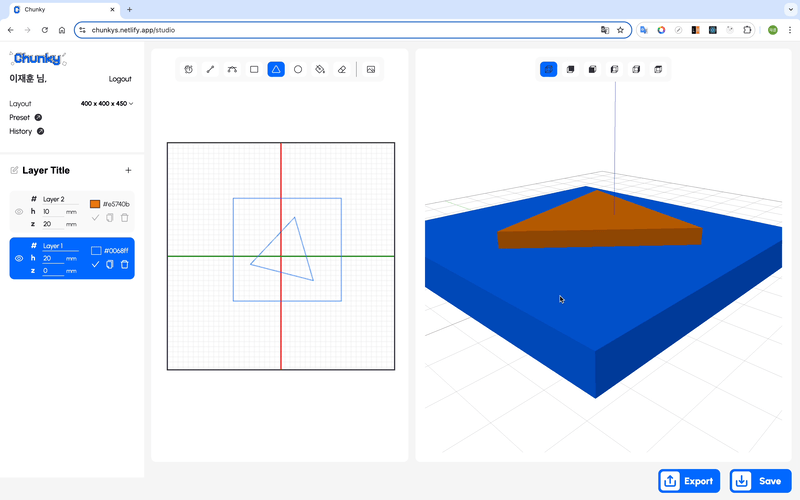 Chunky
chunkys.netlify.app/studio
Chunky
이재훈 님,
Logout
Layout
400 x 400 x 450
Preset
History
Layer Title
# Layer 2
#e5740b
h 10 mm
z 20 mm
# Layer 1
#0068ff
h 20 mm
z 0 mm
Export
Save